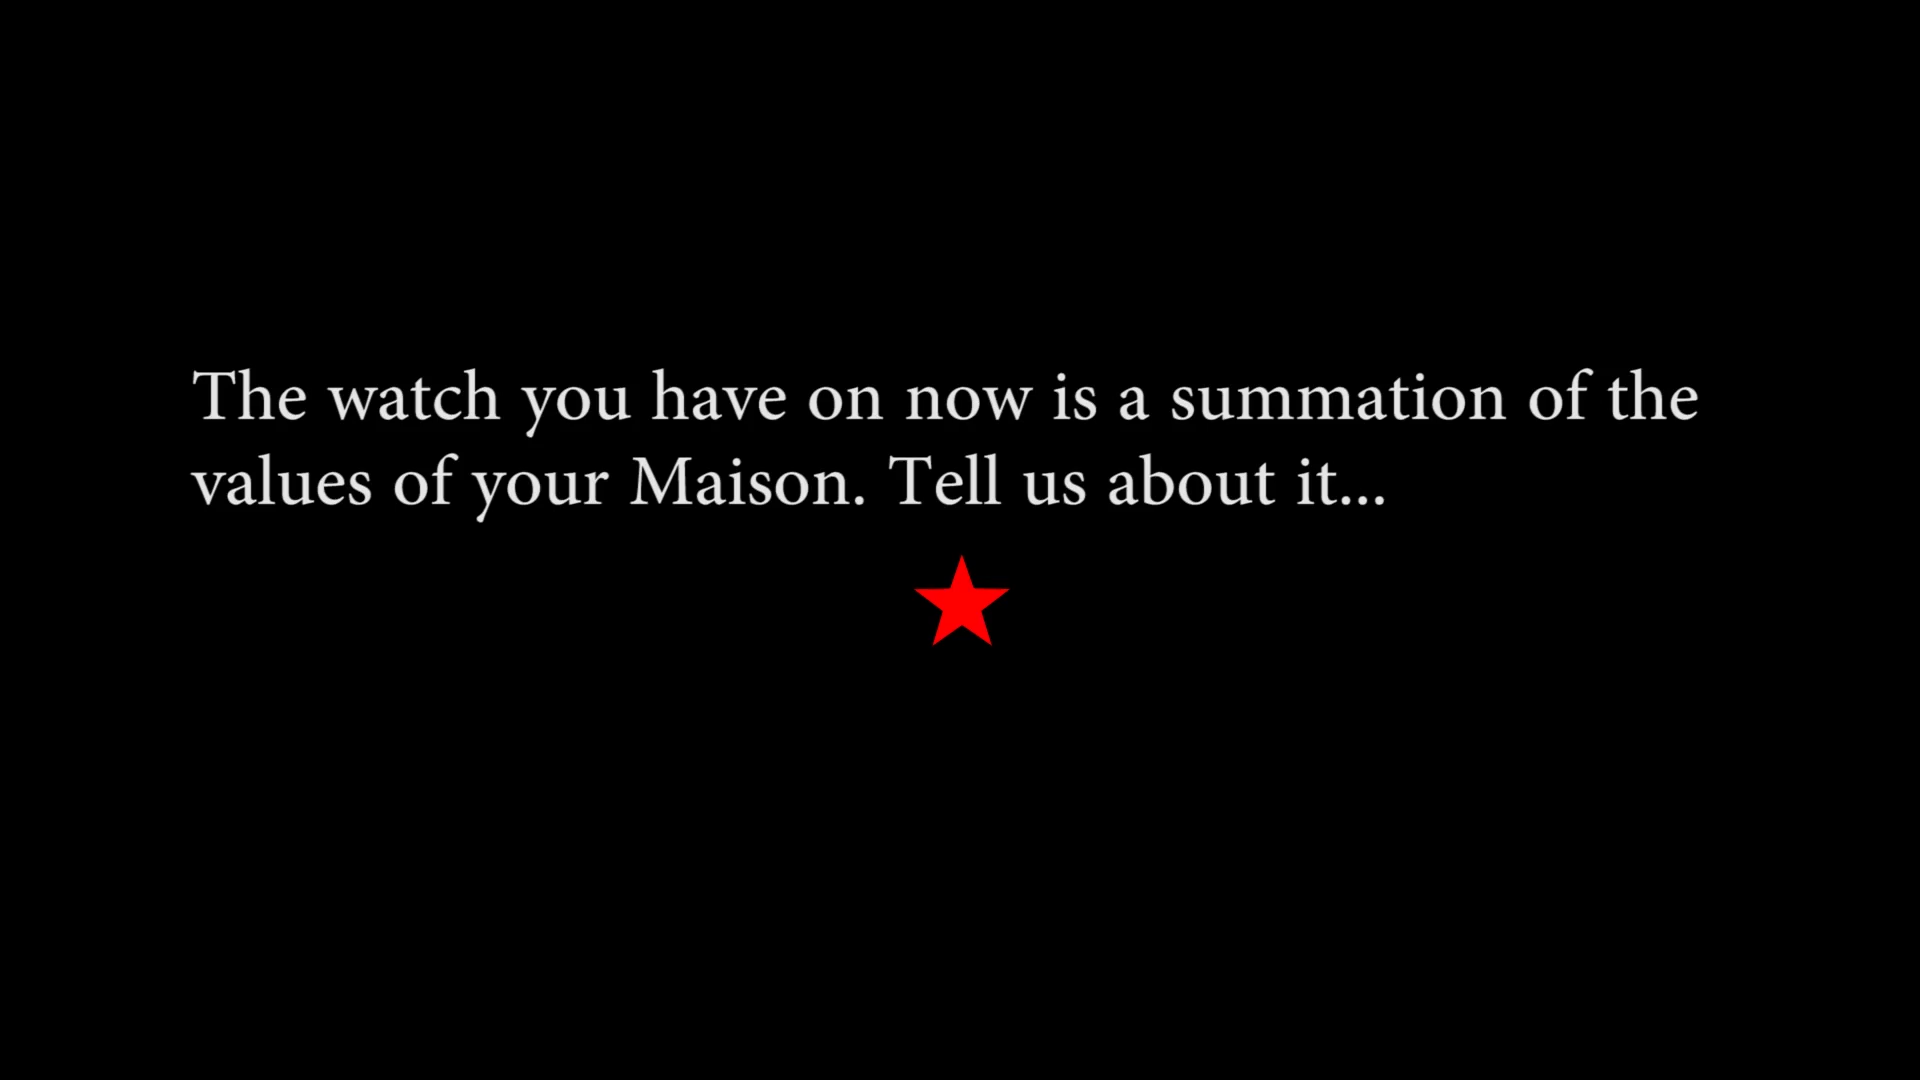 The watch you have on now is a summation of the
values of your Maison. Tell us about it...